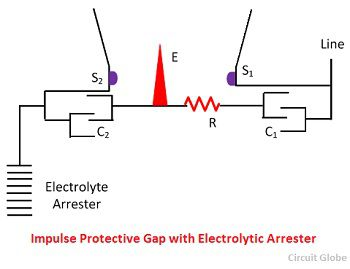 Line
E
S2
S1
R
C2
C1
Electrolyte
Arrester
Impulse Protective Gap with Electrolytic Arrester
Circuit Globe